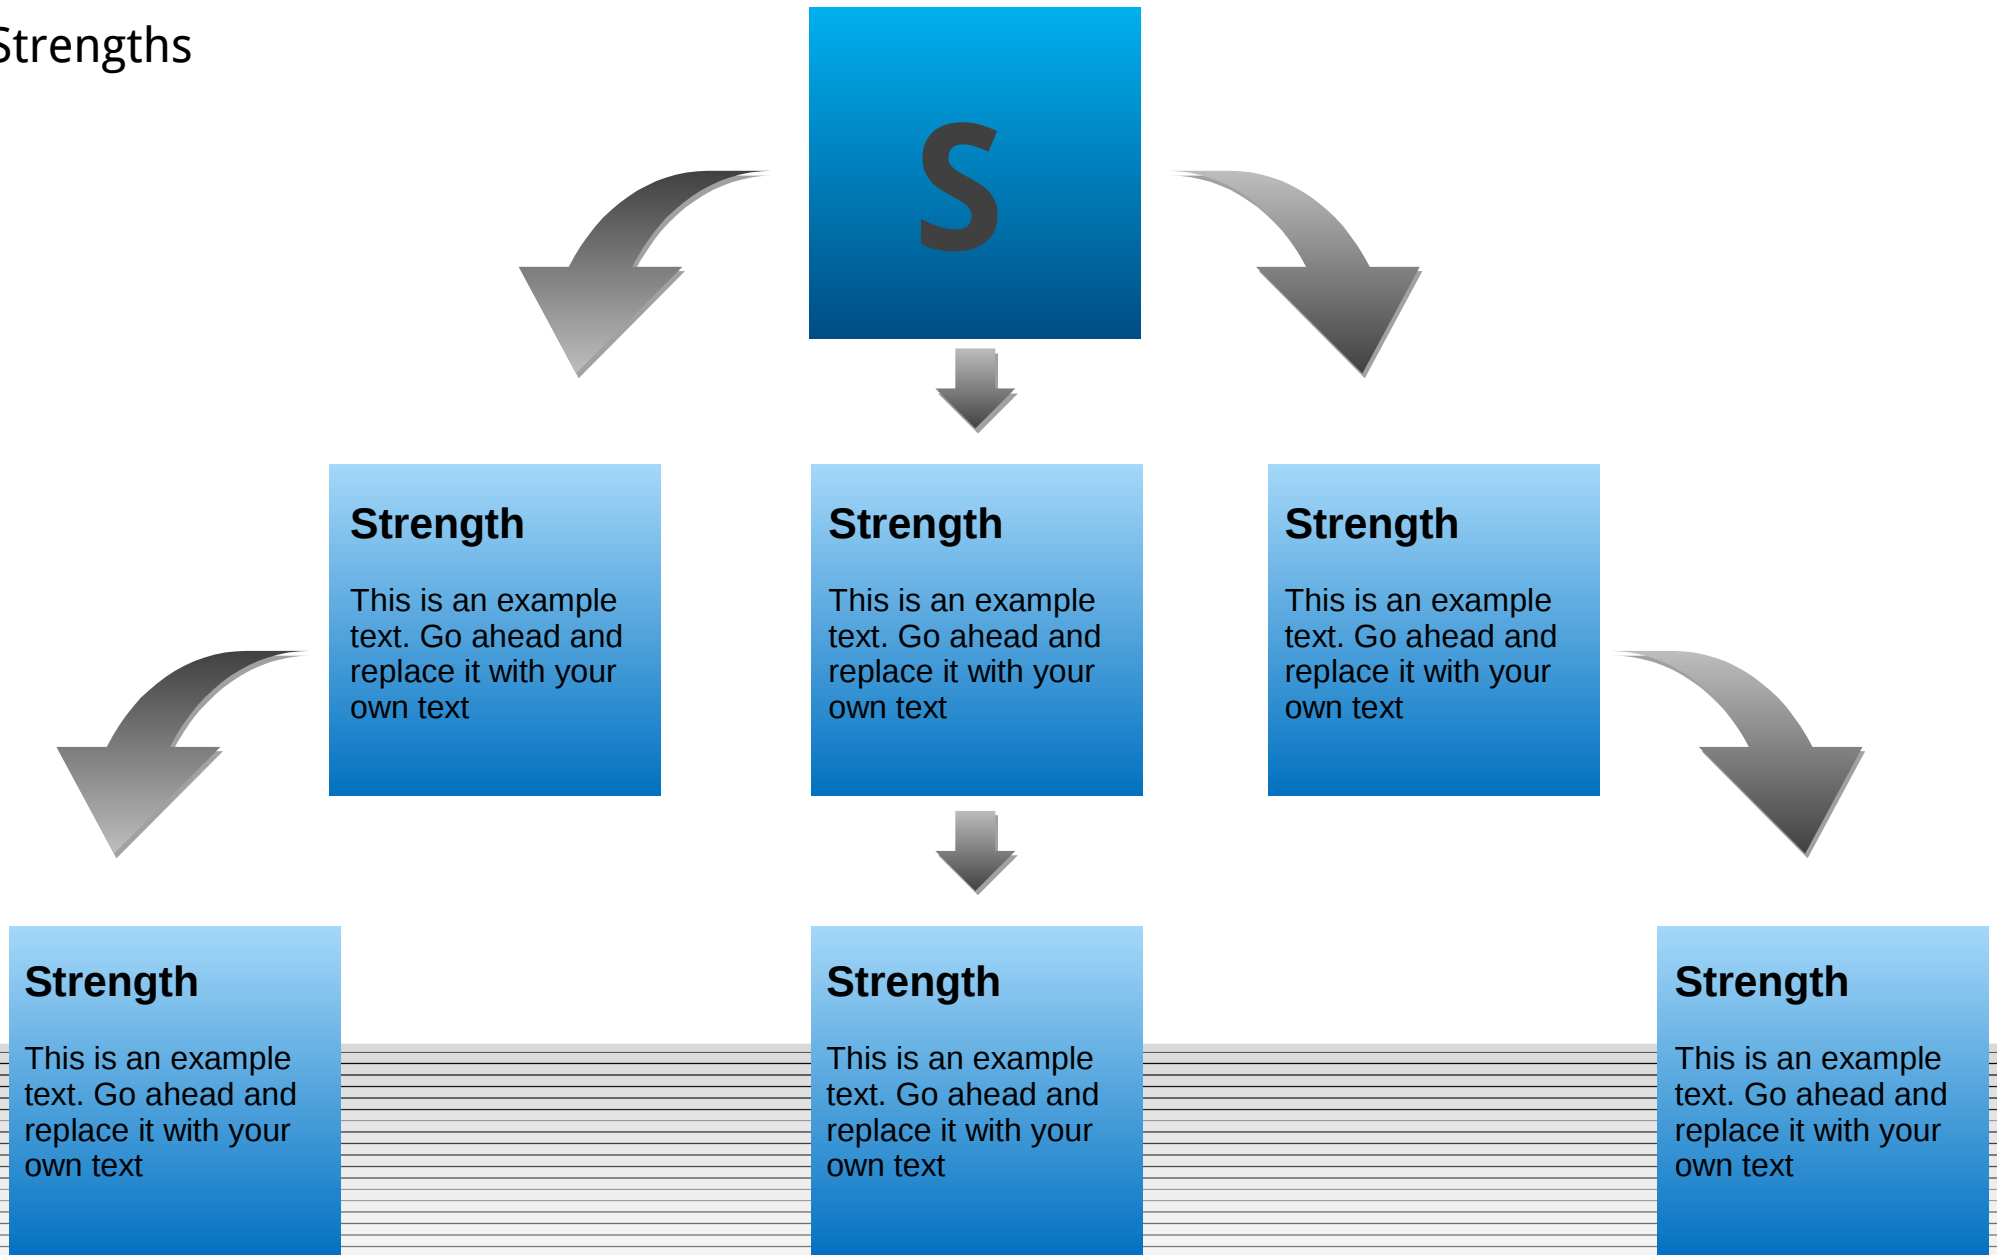 Strengths
S
Strength
This is an example
text. Go ahead and
replace it with your
own text
Strength
This is an example
text. Go ahead and
replace it with your
own text
Strength
This is an example
text. Go ahead and
replace it with your
own text
Strength
This is an example
text. Go ahead and
replace it with your
own text
Strength
This is an example
text. Go ahead and
replace it with your
own text
Strength
This is an example
text. Go ahead and
replace it with your
own text